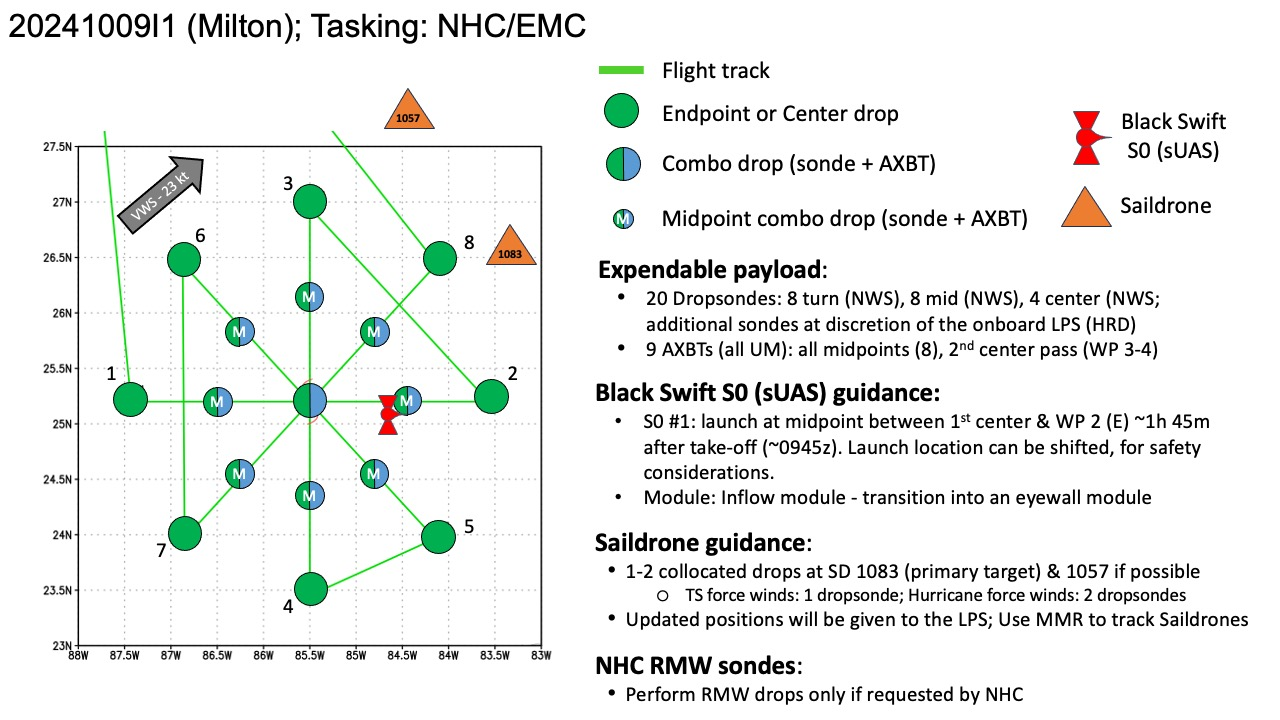 20241009I1 (Milton); Tasking: NHC/EMC
Flight track
Endpoint or Center drop
Combo drop (sonde + AXBT)
M Midpoint combo drop (sonde + AXBT)
Black Swift
S0 (sUAS)
Saildrone
1057
1083
VWS - 23 kt
27.5N
27N
26.5N
26N
25.5N
25N
24.5N
24N
23.5N
23N
88W 87.5W 87W 86.5W 86W 85.5W 85W 84.5W 84W 83.5W 83W
3
6
8
1
2
7
5
4
M
M
M
M
M
M
M
M
Expendable payload:
• 20 Dropsondes: 8 turn (NWS), 8 mid (NWS), 4 center (NWS;
additional sondes at discretion of the onboard LPS (HRD)
• 9 AXBTs (all UM): all midpoints (8), 2nd center pass (WP 3-4)
Black Swift S0 (sUAS) guidance:
• S0 #1: launch at midpoint between 1st center & WP 2 (E) ~1h 45m
after take-off (~0945z). Launch location can be shifted, for safety
considerations.
• Module: Inflow module - transition into an eyewall module
Saildrone guidance:
• 1-2 collocated drops at SD 1083 (primary target) & 1057 if possible
○ TS force winds: 1 dropsonde; Hurricane force winds: 2 dropsondes
• Updated positions will be given to the LPS; Use MMR to track Saildrones
NHC RMW sondes:
• Perform RMW drops only if requested by NHC